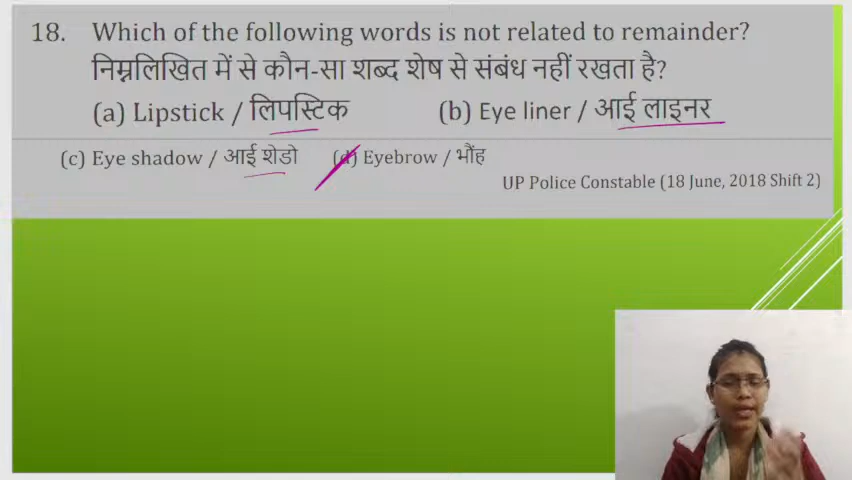 18. Which of the following words is not related to remainder?
निम्नलिखित में से कौन-सा शब्द शेष से संबंध नहीं रखता है?
(a) Lipstick / लिपस्टिक (b) Eye liner / आई लाइनर
(c) Eye shadow / आई शेडो (d) Eyebrow / भौंह
UP Police Constable (18 June, 2018 Shift 2)